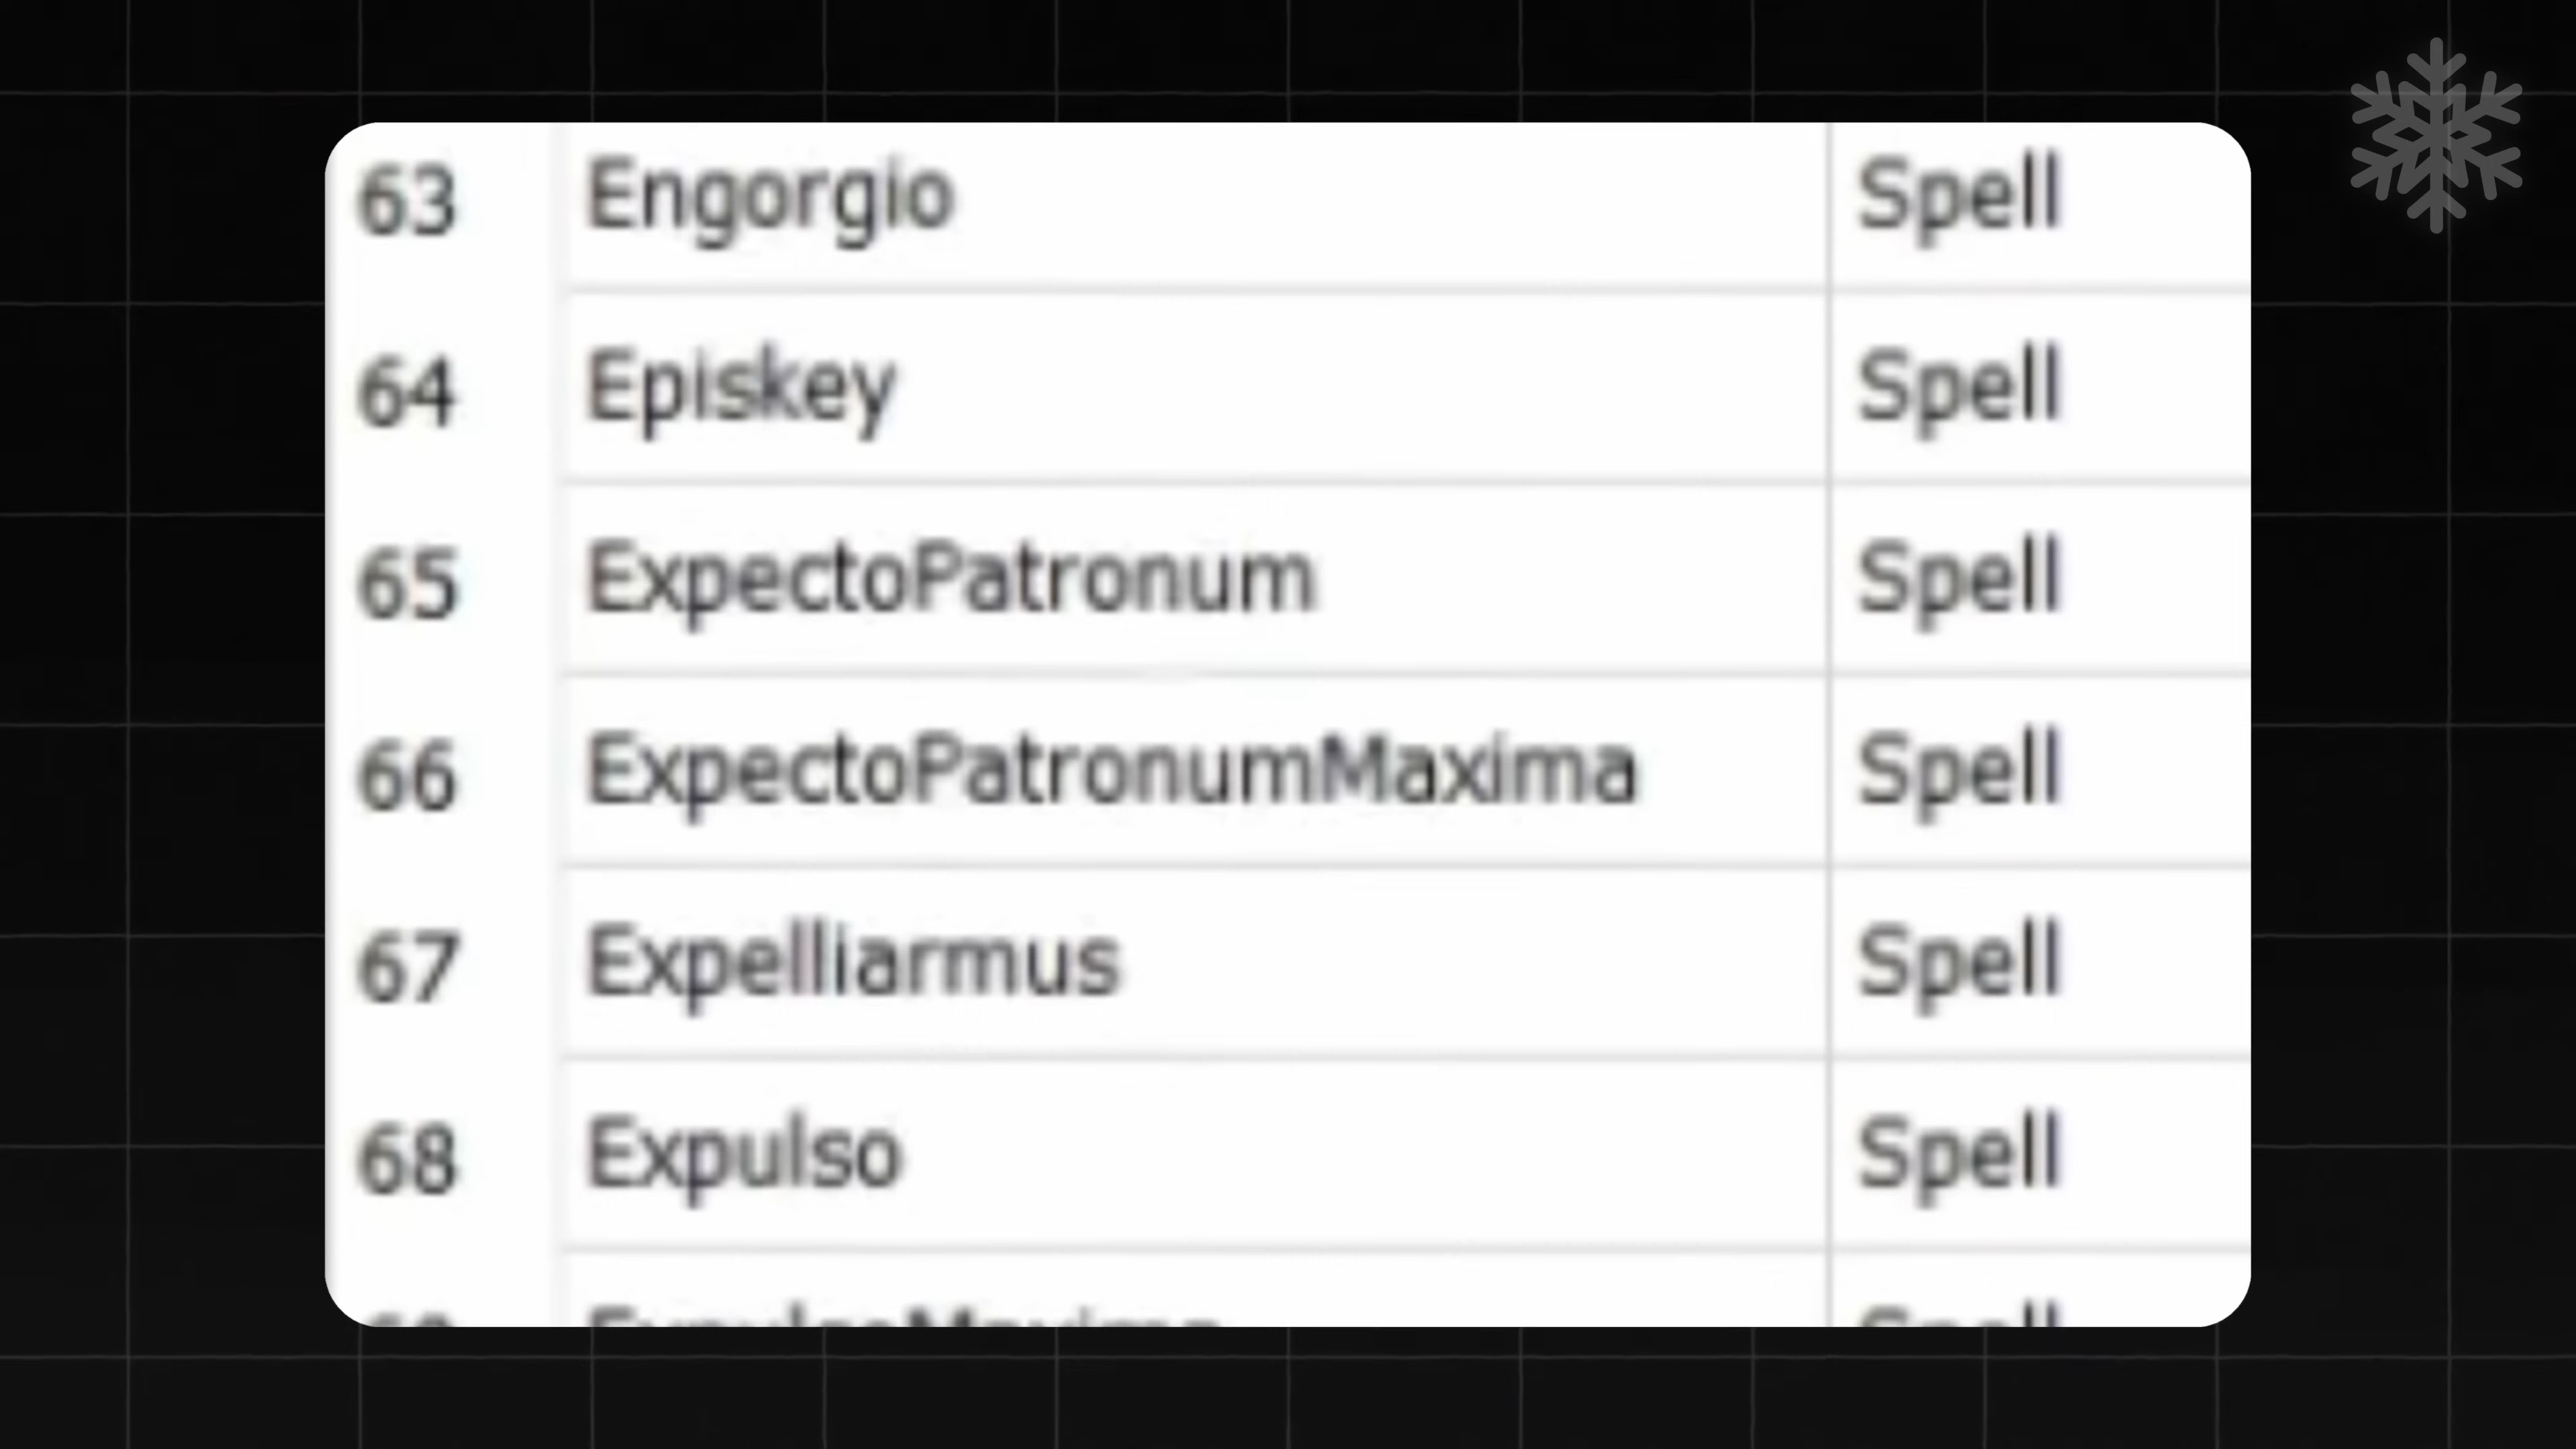 63 Engorgio Spell
64 Episkey Spell
65 ExpectoPatronum Spell
66 ExpectoPatronumMaxima Spell
67 Expelliarmus Spell
68 Expulso Spell